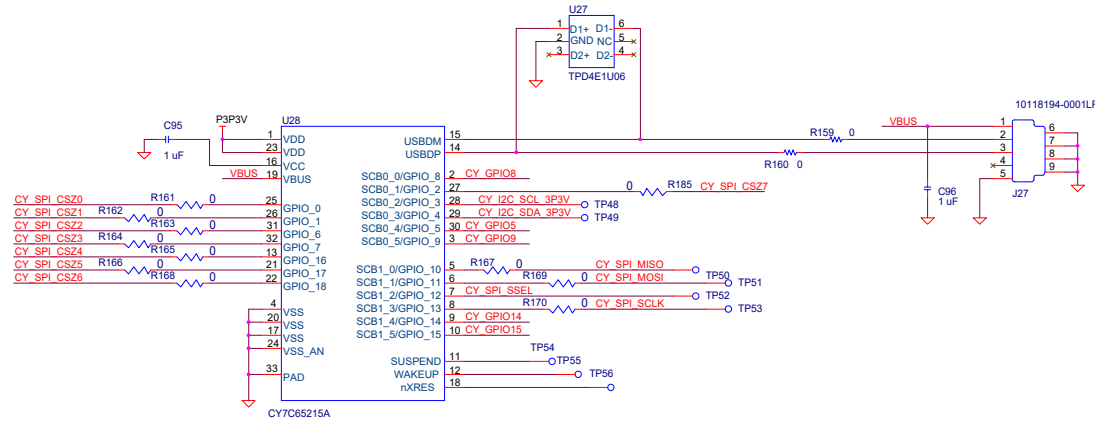 U27
1 D1+ D1- 6
2 GND NC 5
3 D2+ D2- 4
TPD4E1U06
10118194-0001LF
C95
1 uF
P3P3V
U28
1 VDD
23 VDD
16 VCC
VBUS 19 VBUS
USBDM 15
USBDP 14
R159 0
R160 0
VBUS
1
2
3
4
5
6
7
8
9
J27
C96
1 uF
SCB0_0/GPIO_8 2 CY_GPIO8
SCB0_1/GPIO_2 27 0 R185 CY_SPI_CSZ7
SCB0_2/GPIO_3 28 CY_I2C_SCL_3P3V TP48
SCB0_3/GPIO_4 29 CY_I2C_SDA_3P3V TP49
SCB0_4/GPIO_5 30 CY_GPIO5
SCB0_5/GPIO_9 3 CY_GPIO9
CY_SPI_CSZ0 R161 0 25 GPIO_0
CY_SPI_CSZ1 R162 0 26 GPIO_1
CY_SPI_CSZ2 R163 0 31 GPIO_6
CY_SPI_CSZ3 R164 0 32 GPIO_7
CY_SPI_CSZ4 R165 0 13 GPIO_16
CY_SPI_CSZ5 R166 0 21 GPIO_17
CY_SPI_CSZ6 R168 0 22 GPIO_18
SCB1_0/GPIO_10 5 R167 0 CY_SPI_MISO TP50
SCB1_1/GPIO_11 6 R169 0 CY_SPI_MOSI TP51
SCB1_2/GPIO_12 7 CY_SPI_SSEL TP52
SCB1_3/GPIO_13 8 R170 0 CY_SPI_SCLK TP53
SCB1_4/GPIO_14 9 CY_GPIO14
SCB1_5/GPIO_15 10 CY_GPIO15
4 VSS
20 VSS
17 VSS
24 VSS_AN
33 PAD
TP54
SUSPEND 11 TP55
WAKEUP 12 TP56
nXRES 18
CY7C65215A